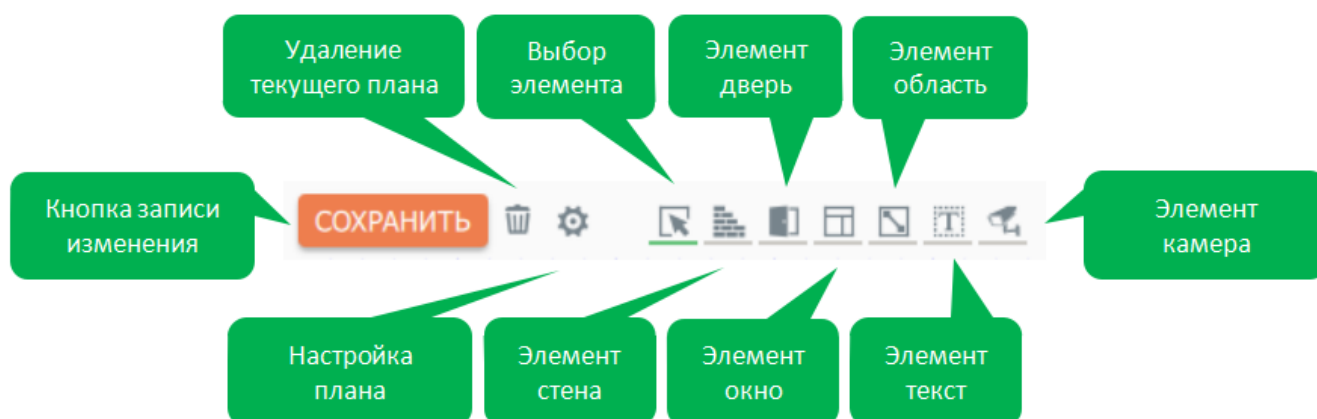 Удаление
текущего плана
Выбор
элемента
Элемент
дверь
Элемент
область
Кнопка записи
изменения
СОХРАНИТЬ
T
Элемент
камера
Настройка
плана
Элемент
стена
Элемент
окно
Элемент
текст